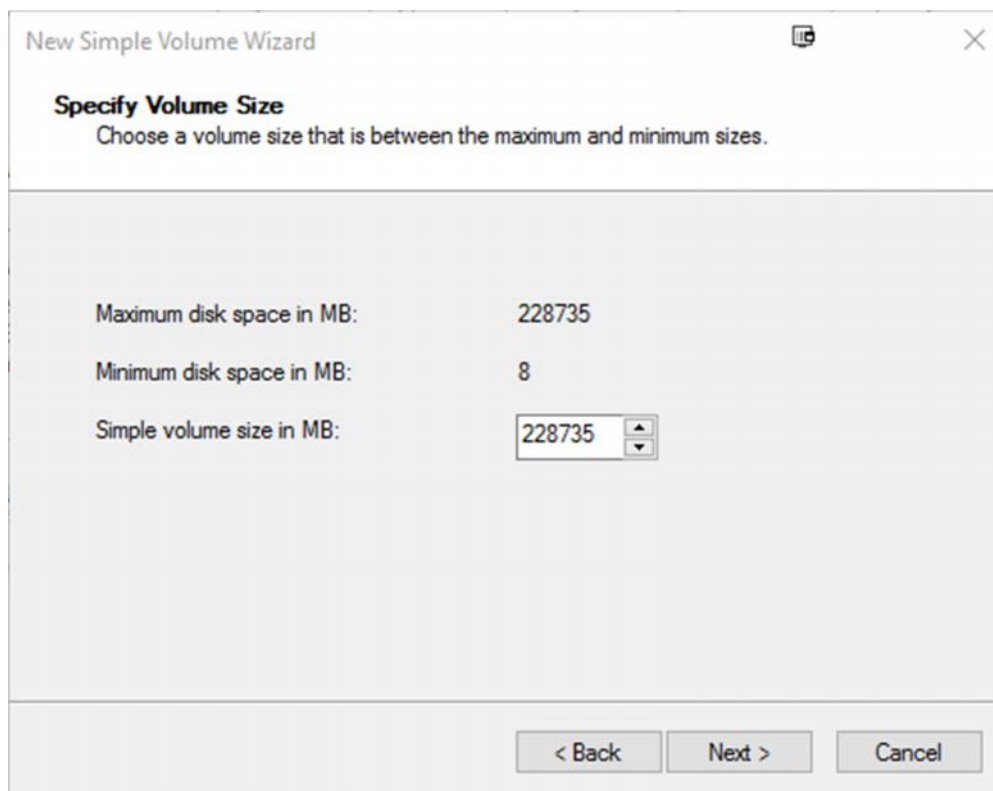 New Simple Volume Wizard
Specify Volume Size
Choose a volume size that is between the maximum and minimum sizes.
Maximum disk space in MB: 228735
Minimum disk space in MB: 8
Simple volume size in MB: 228735
< Back Next > Cancel